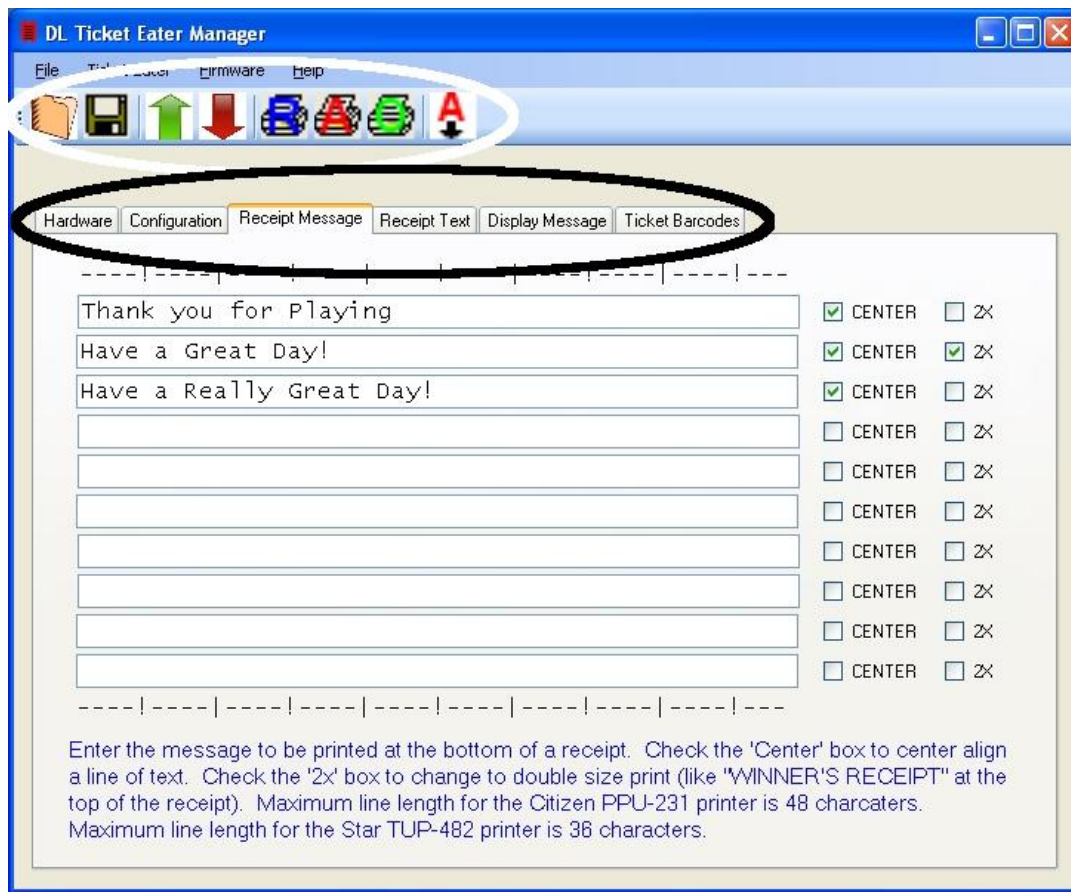 DL Ticket Eater Manager
File Ticket Eater Firmware Help
R A C A
Hardware Configuration Receipt Message Receipt Text Display Message Ticket Barcodes
----!----|----!----|----!----|----!----|----!---
Thank you for Playing CENTER 2X
Have a Great Day! CENTER 2X
Have a Really Great Day! CENTER 2X
CENTER 2X
CENTER 2X
CENTER 2X
CENTER 2X
CENTER 2X
CENTER 2X
CENTER 2X
----!----|----!----|----!----|----!----|----!---
Enter the message to be printed at the bottom of a receipt. Check the 'Center' box to center align
a line of text. Check the '2x' box to change to double size print (like "WINNER'S RECEIPT" at the
top of the receipt). Maximum line length for the Citizen PPU-231 printer is 48 charcaters.
Maximum line length for the Star TUP-482 printer is 36 characters.